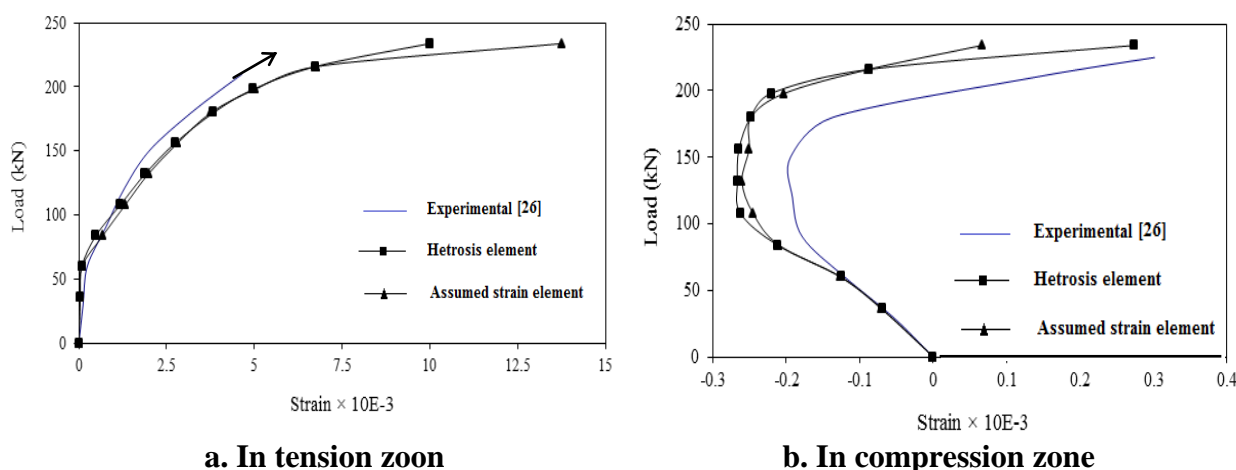 250
200
150
100
50
0
Load (kN)
Experimental [26]
Hetrosis element
Assumed strain element
0 2.5 5 7.5 10 12.5 15
Strain × 10E-3
a. In tension zoon
250
200
150
100
50
0
Load (kN)
Experimental [26]
Hetrosis element
Assumed strain element
-0.3 -0.2 -0.1 0 0.1 0.2 0.3 0.4
Strain × 10E-3
b. In compression zone